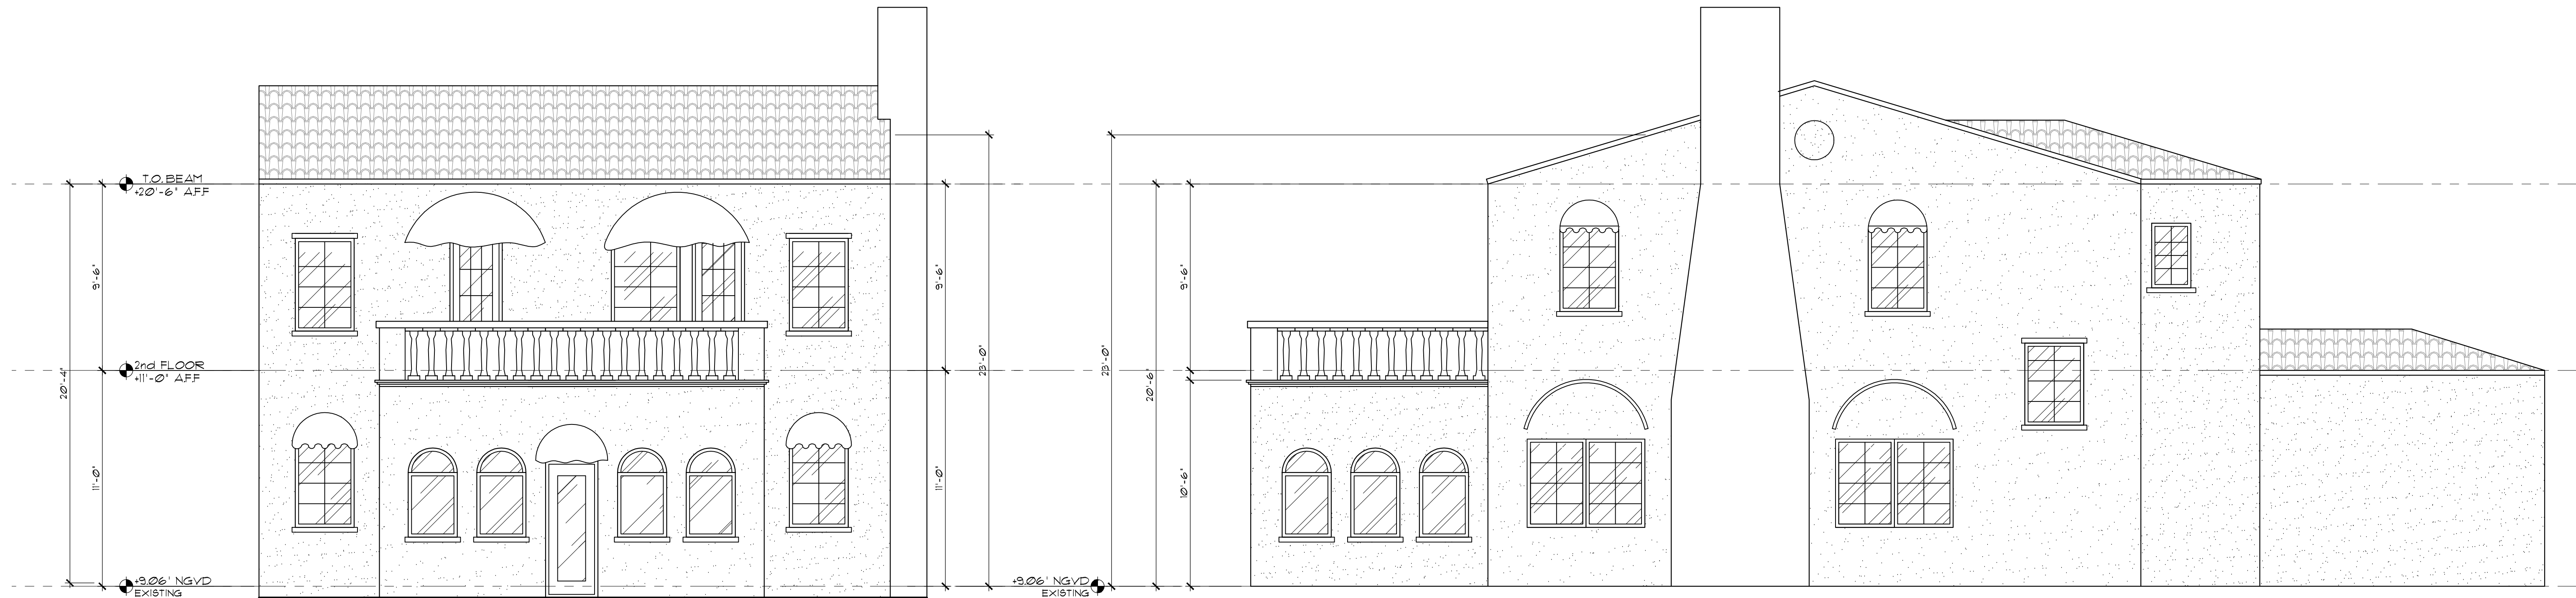 T.O. BEAM
+20'-6" A.F.F
9'-6"
2nd FLOOR
+11'-0" A.F.F
20'-4"
11'-0"
+9.06' NGVD
EXISTING
9'-6"
23'-0"
11'-0"
23'-0"
9'-6"
20'-6"
10'-6"
+9.06' NGVD
EXISTING